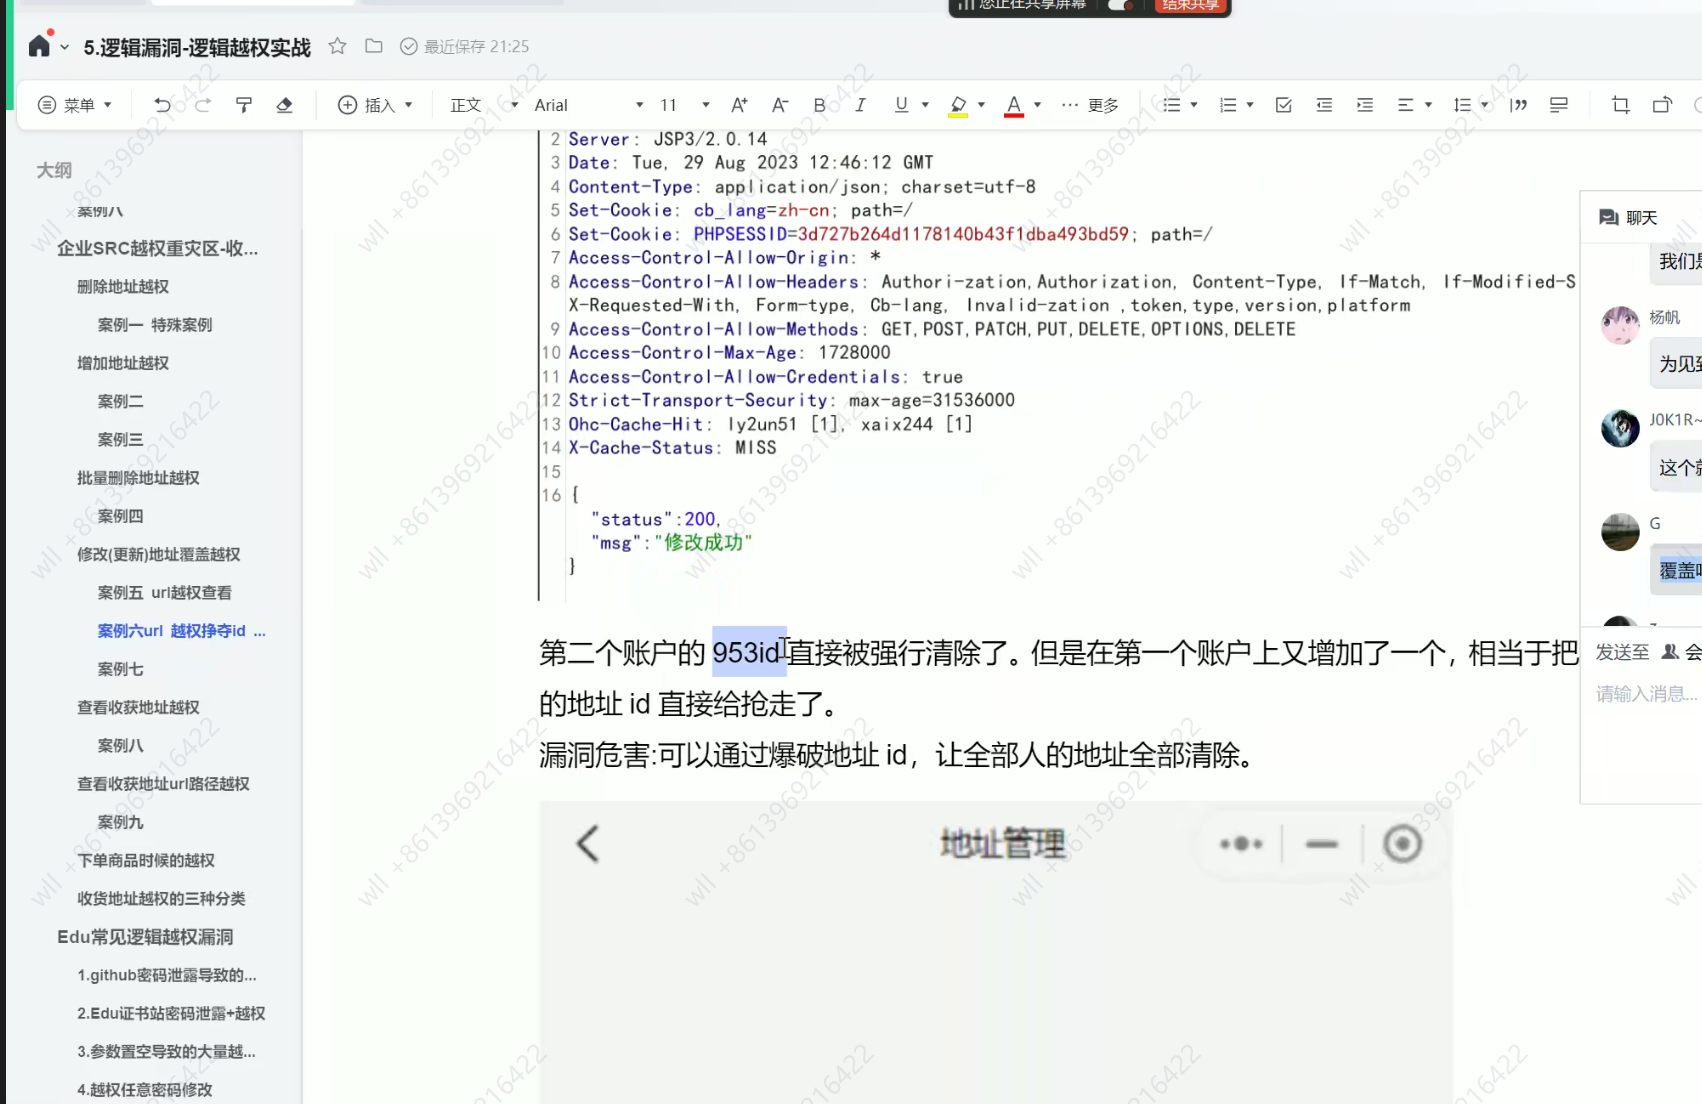 您正在共享屏幕 结束共享
5.逻辑漏洞-逻辑越权实战 最近保存 21:25
菜单 插入 正文 Arial 11 A+ A- B I U A 更多
大纲
案例八
企业SRC越权重灾区-收...
删除地址越权
案例一 特殊案例
增加地址越权
案例二
案例三
批量删除地址越权
案例四
修改(更新)地址覆盖越权
案例五 url越权查看
案例六url 越权挣夺id ...
案例七
查看收获地址越权
案例八
查看收获地址url路径越权
案例九
下单商品时候的越权
收货地址越权的三种分类
Edu常见逻辑越权漏洞
1.github密码泄露导致的...
2.Edu证书站密码泄露+越权
3.参数置空导致的大量越...
4.越权任意密码修改
2 Server: JSP3/2.0.14
3 Date: Tue, 29 Aug 2023 12:46:12 GMT
4 Content-Type: application/json; charset=utf-8
5 Set-Cookie: cb_lang=zh-cn; path=/
6 Set-Cookie: PHPSESSID=3d727b264d1178140b43f1dba493bd59; path=/
7 Access-Control-Allow-Origin: *
8 Access-Control-Allow-Headers: Authori-zation,Authorization, Content-Type, If-Match, If-Modified-S
X-Requested-With, Form-type, Cb-lang, Invalid-zation ,token,type,version,platform
9 Access-Control-Allow-Methods: GET,POST,PATCH,PUT,DELETE,OPTIONS,DELETE
10 Access-Control-Max-Age: 1728000
11 Access-Control-Allow-Credentials: true
12 Strict-Transport-Security: max-age=31536000
13 Ohc-Cache-Hit: ly2un51 [1], xaix244 [1]
14 X-Cache-Status: MISS
15
16 {
"status":200,
"msg":"修改成功"
}
第二个账户的 953id 直接被强行清除了。但是在第一个账户上又增加了一个，相当于把
的地址 id 直接给抢走了。
漏洞危害:可以通过爆破地址 id，让全部人的地址全部清除。
地址管理
聊天
我们是
杨帆
为见到
J0K1R~
这个就
G
覆盖
发送至 会
请输入消息...
wll +8613969216422